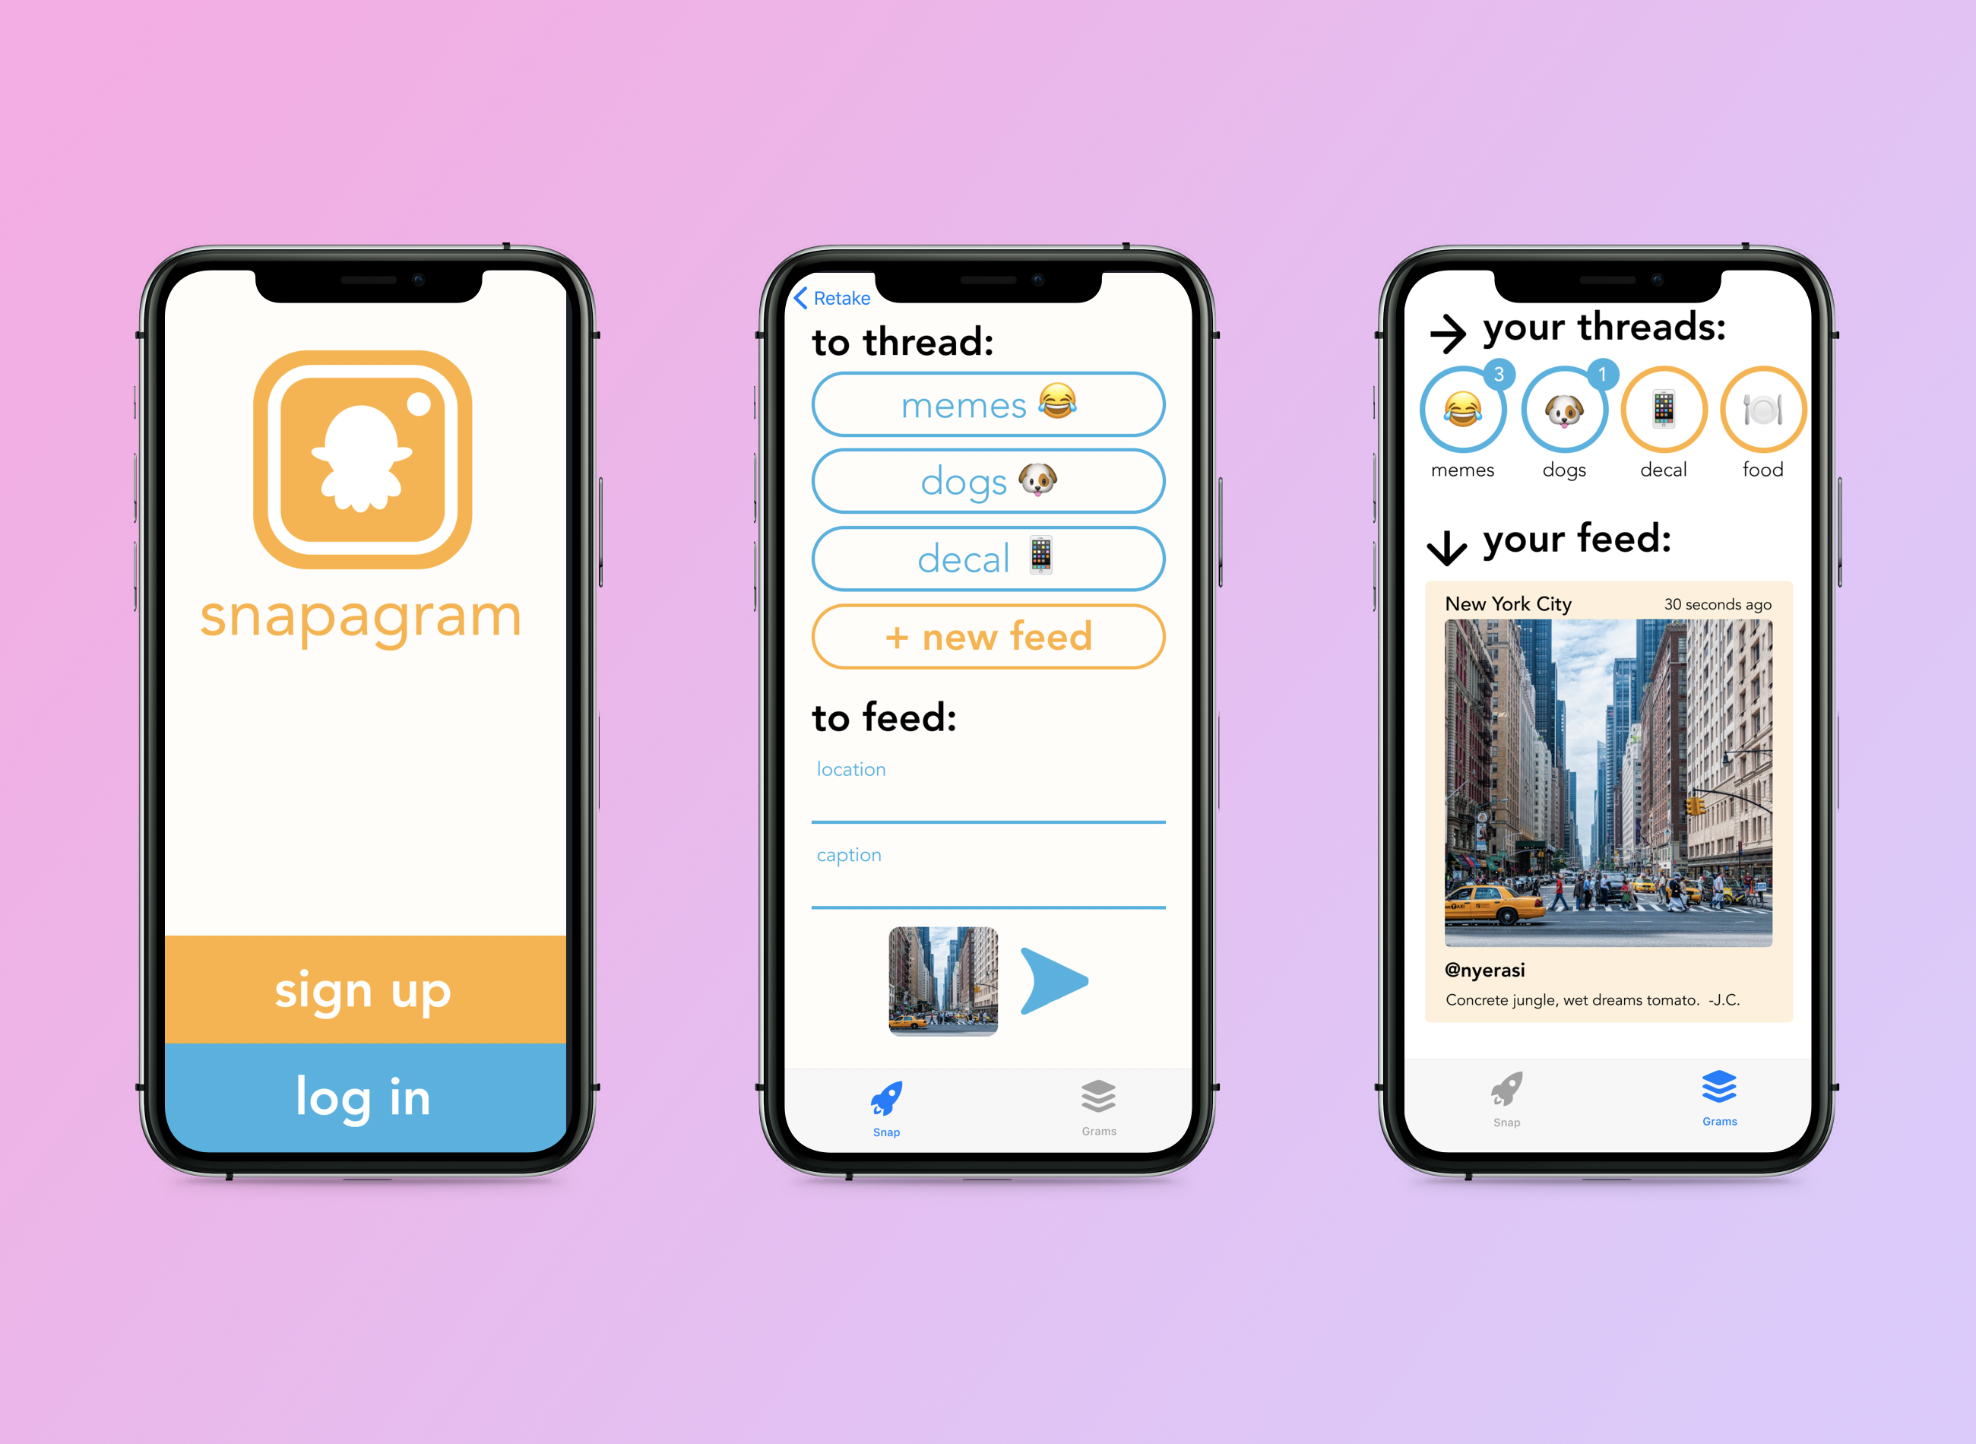 snapagram
sign up
log in
Retake
to thread:
memes 😂
dogs 🐶
decal 📱
+ new feed
to feed:
location
caption
Snap
Grams
your threads:
3
1
memes
dogs
decal
food
your feed:
New York City
30 seconds ago
@nyerasi
Concrete jungle, wet dreams tomato. -J.C.
Snap
Grams